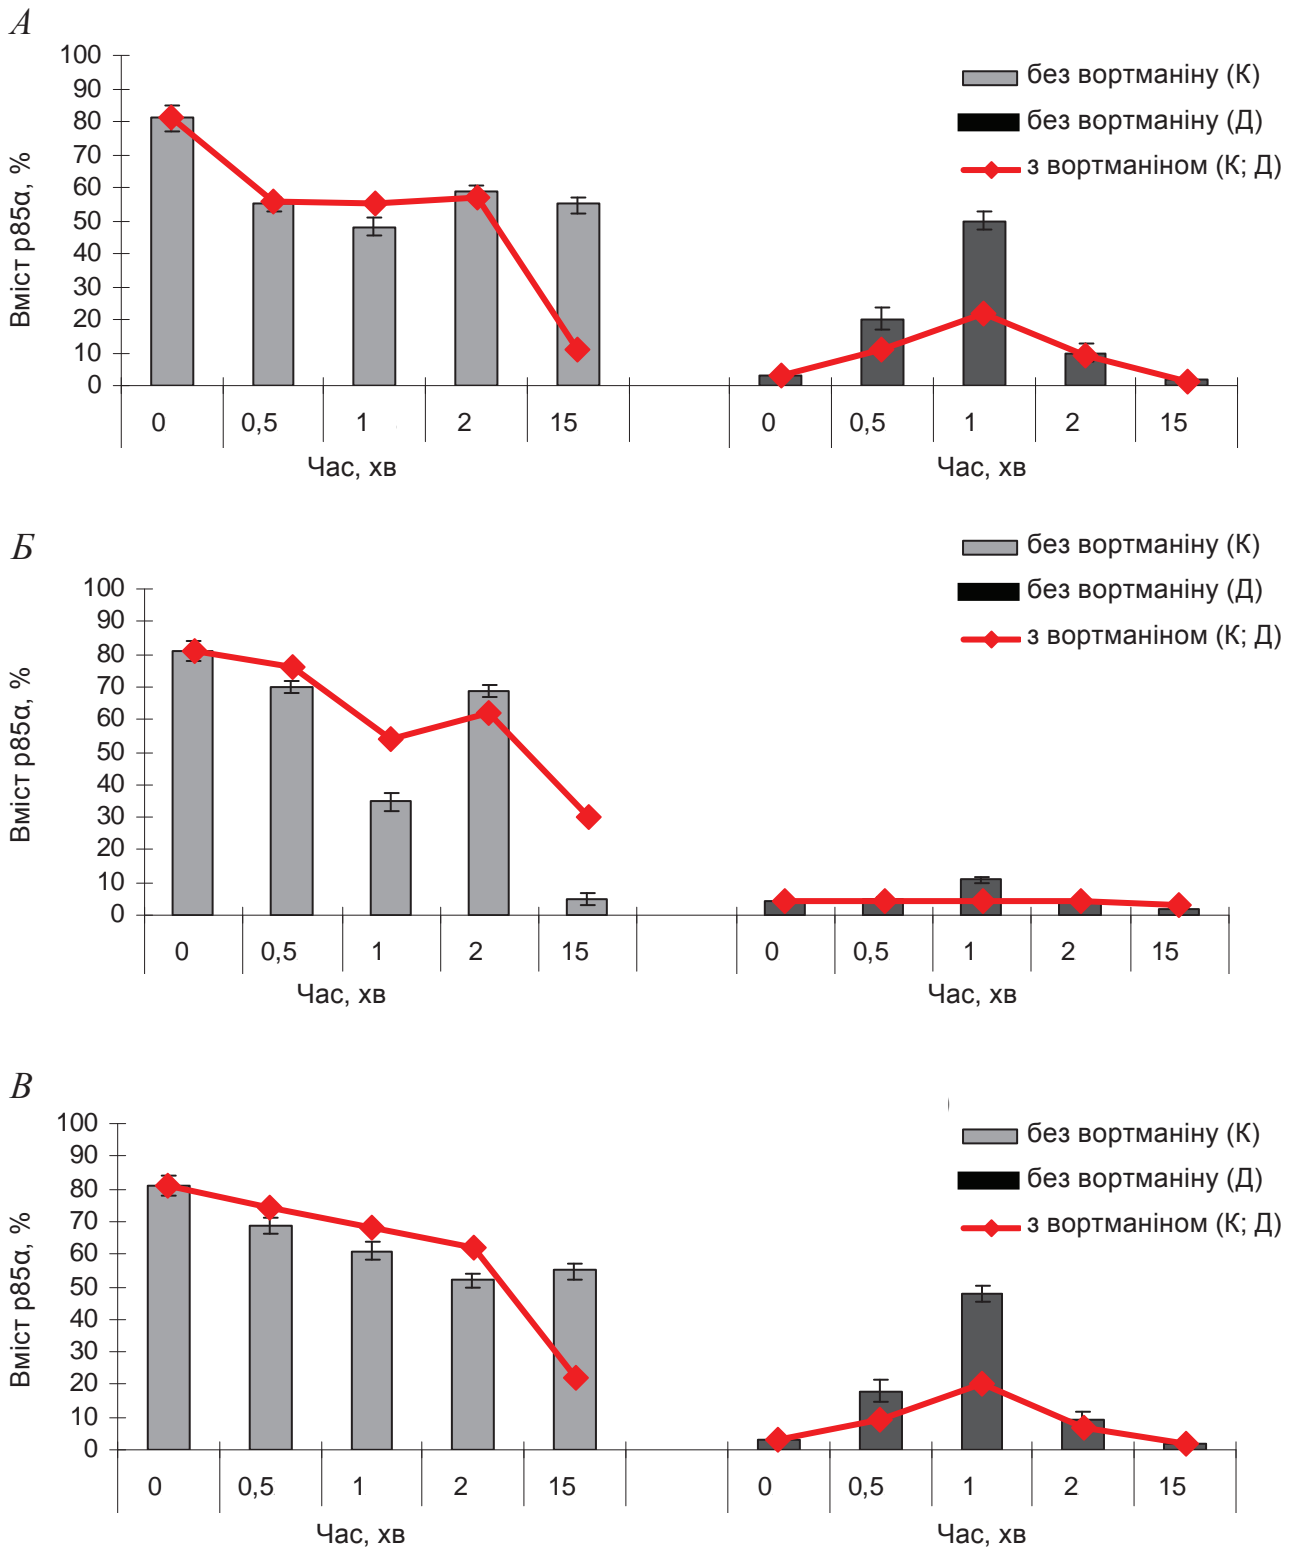 А
без вортманіну (К)
без вортманіну (Д)
з вортманіном (К; Д)
Вміст p85α, %
100
90
80
70
60
50
40
30
20
10
0
0 0,5 1 2 15 0 0,5 1 2 15
Час, хв Час, хв
Б
без вортманіну (К)
без вортманіну (Д)
з вортманіном (К; Д)
Вміст p85α, %
100
90
80
70
60
50
40
30
20
10
0
0 0,5 1 2 15 0 0,5 1 2 15
Час, хв Час, хв
В
без вортманіну (К)
без вортманіну (Д)
з вортманіном (К; Д)
Вміст p85α, %
100
90
80
70
60
50
40
30
20
10
0
0 0,5 1 2 15 0 0,5 1 2 15
Час, хв Час, хв